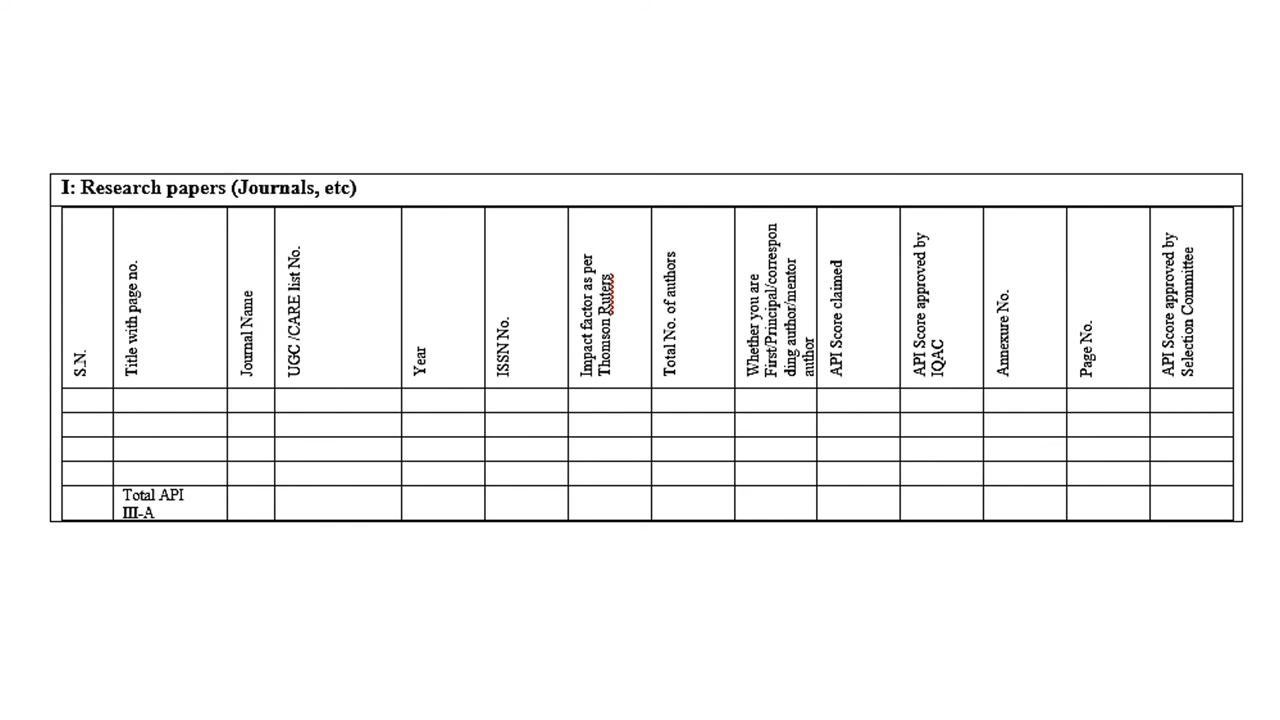 I: Research papers (Journals, etc)
S.N.
Title with page no.
Journal Name
UGC /CARE list No.
Year
ISSN No.
Impact factor as per
Thomson Ruters
Total No. of authors
Whether you are
First/Principal/correspon
ding author/mentor
author
API Score claimed
API Score approved by
IQAC
Annexure No.
Page No.
API Score approved by
Selection Committee
Total API
III-A